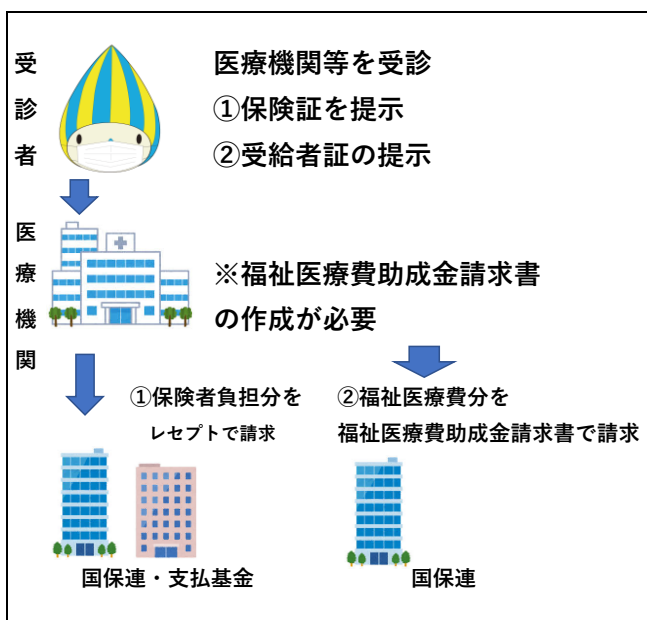 受診者
医療機関等を受診
①保険証を提示
②受給者証の提示
医療機関
※福祉医療費助成金請求書
の作成が必要
①保険者負担分を
レセプトで請求
②福祉医療費分を
福祉医療費助成金請求書で請求
国保連・支払基金
国保連